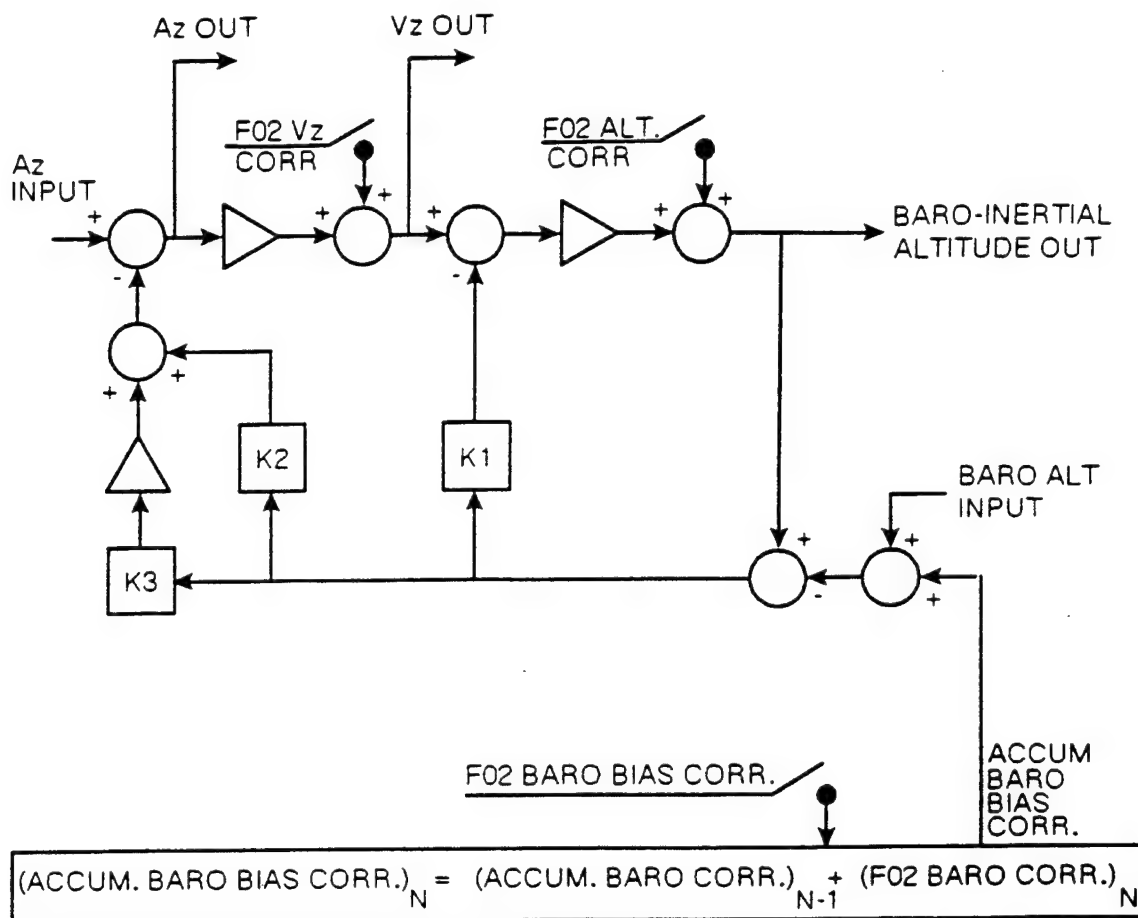 Az OUT
Vz OUT
F02 Vz
CORR
F02 ALT.
CORR
Az
INPUT
+
+
+
+
-
+
+
BARO-INERTIAL
ALTITUDE OUT
-
+
+
K2
K1
K3
BARO ALT
INPUT
+
+
-
+
ACCUM
BARO
BIAS
CORR.
F02 BARO BIAS CORR.
(ACCUM. BARO BIAS CORR.)N = (ACCUM. BARO CORR.)N-1 + (F02 BARO CORR.)N